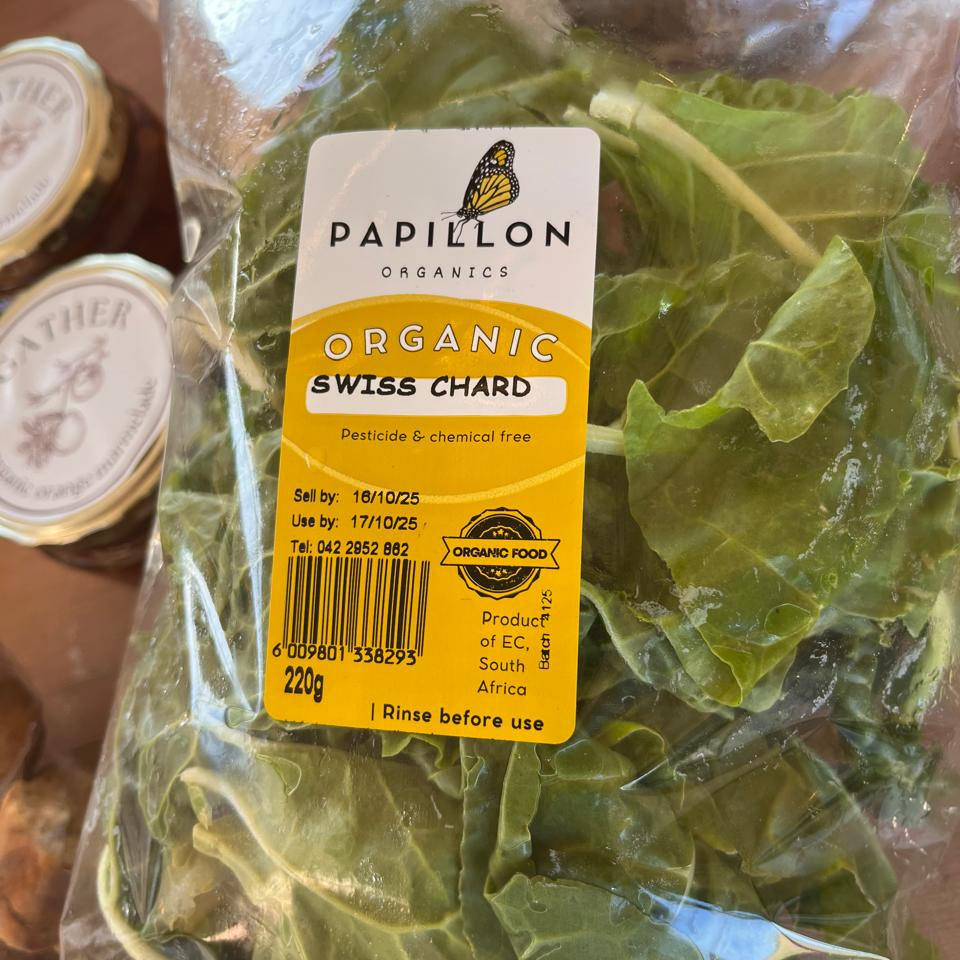 PAPILLON
ORGANICS
ORGANIC
SWISS CHARD
Pesticide & chemical free
Sell by: 16/10/25
Use by: 17/10/25
Tel: 042 2952 862
ORGANIC FOOD
6 009801 338293
220g
Product
of EC,
South
Africa
Batch
| Rinse before use
GATHER
orange marmalade